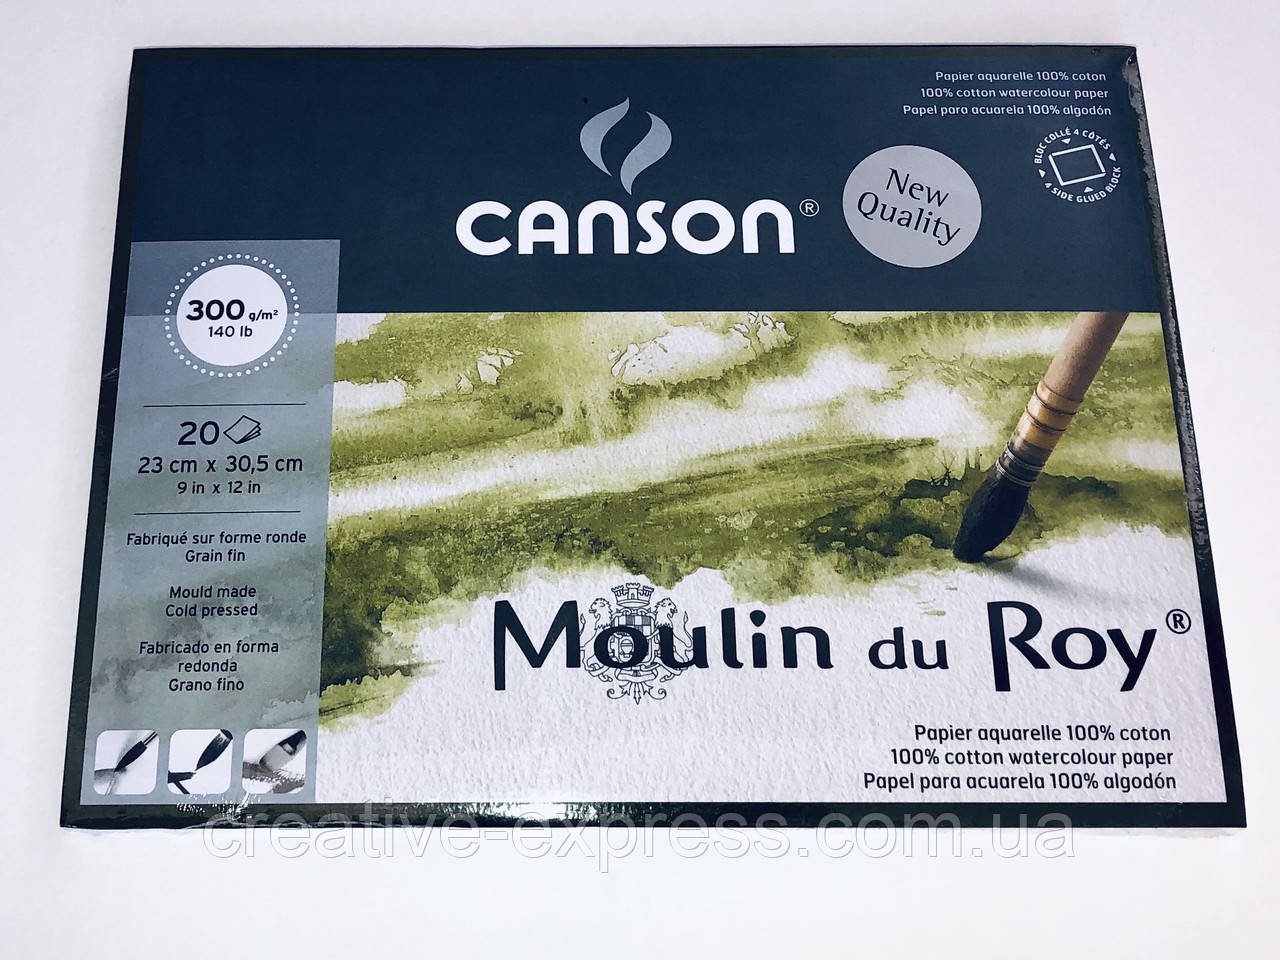 Papier aquarelle 100% coton
100% cotton watercolour paper
Papel para acuarela 100% algodón
BLOC COLLÉ 4 CÔTÉS
4 SIDE GLUED BLOCK
CANSON®
New
Quality
300 g/m²
140 lb
20
23 cm x 30,5 cm
9 in x 12 in
Fabriqué sur forme ronde
Grain fin
Mould made
Cold pressed
Fabricado en forma
redonda
Grano fino
Moulin du Roy®
Papier aquarelle 100% coton
100% cotton watercolour paper
Papel para acuarela 100% algodón
creative-express.com.ua